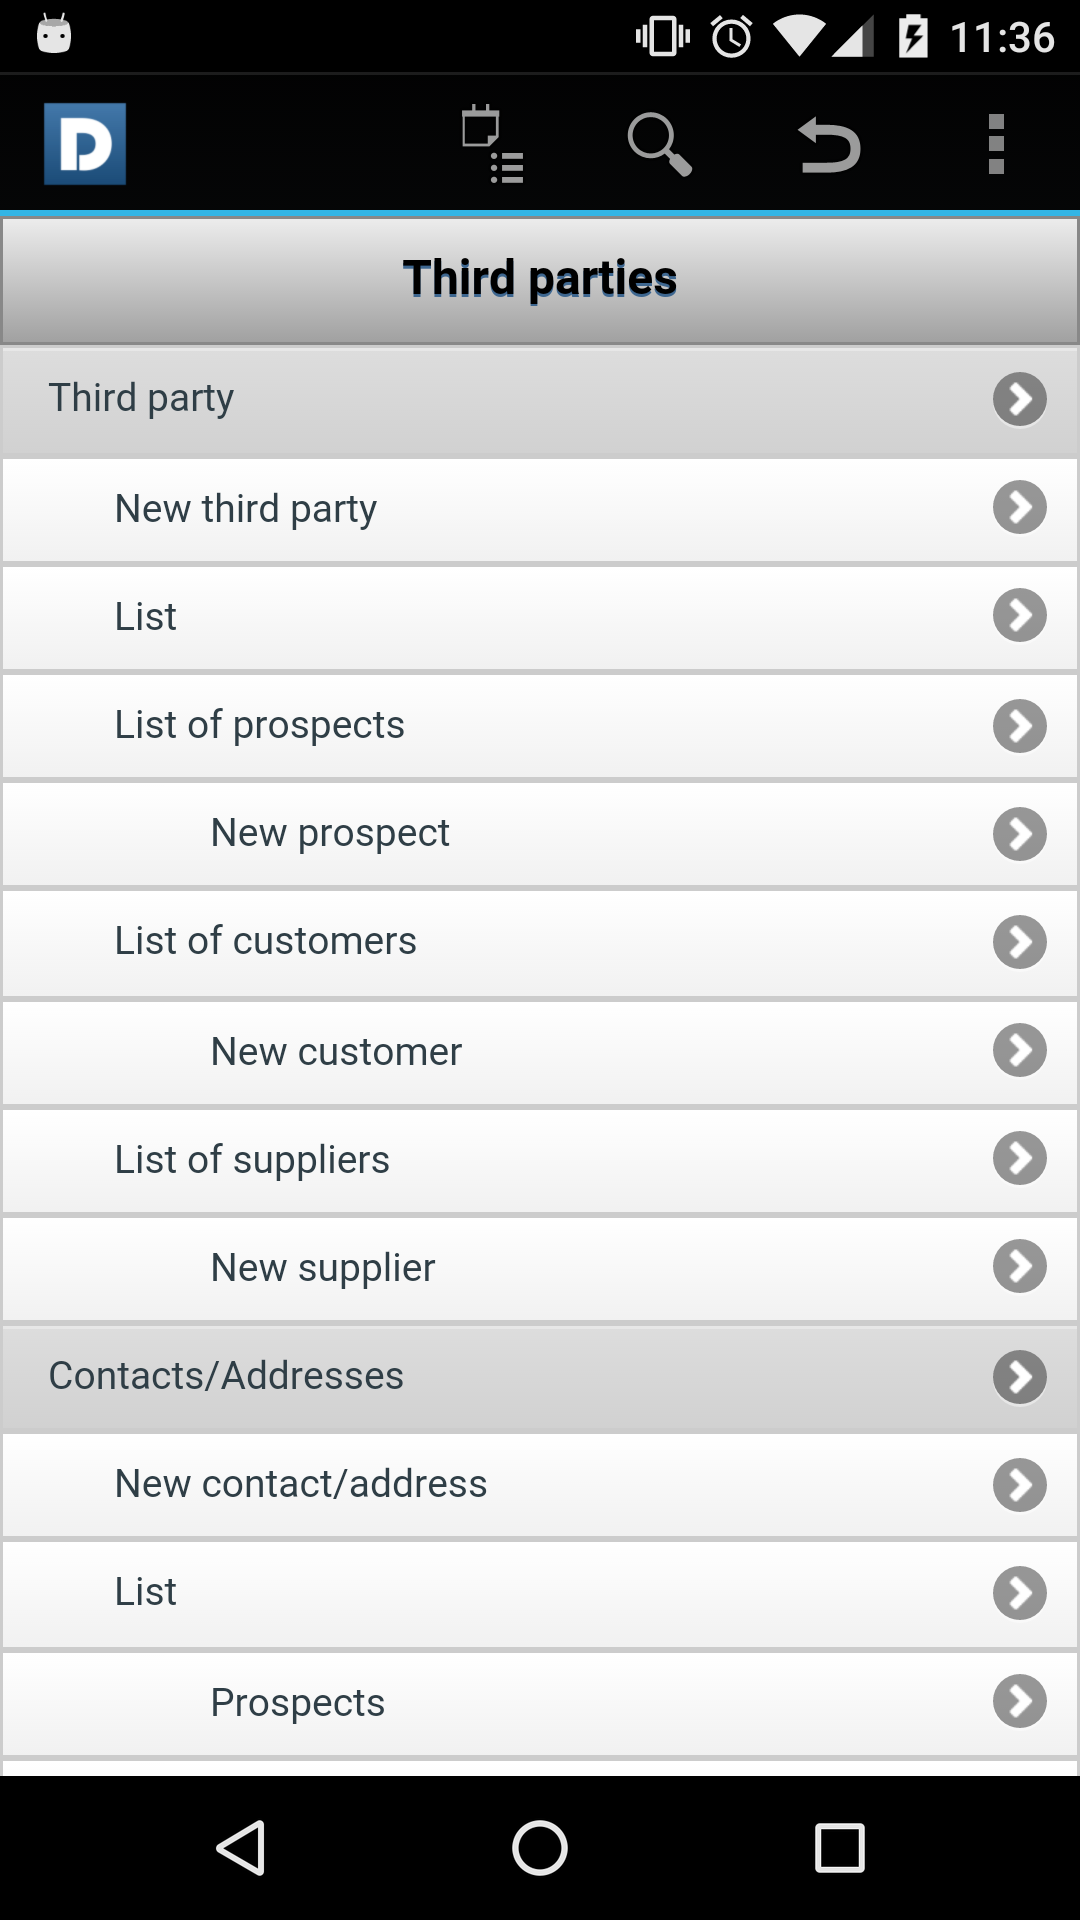 11:36
D
Third parties
Third party
New third party
List
List of prospects
New prospect
List of customers
New customer
List of suppliers
New supplier
Contacts/Addresses
New contact/address
List
Prospects